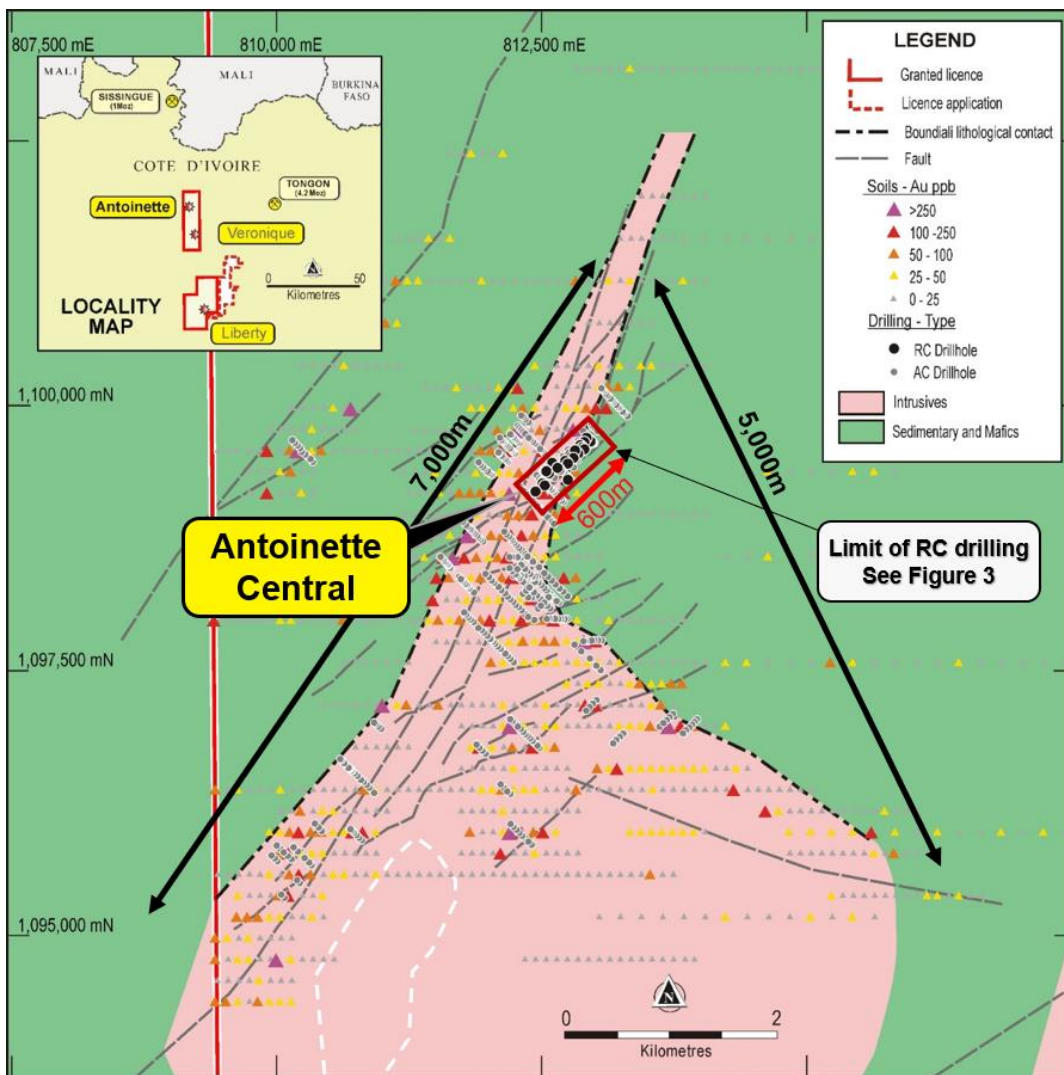 807,500 mE
810,000 mE
812,500 mE
MALI
MALI
BURKINA
FASO
SISSINGUE
(1Moz)
COTE D'IVOIRE
TONGON
(4.2 Moz)
Antoinette
Veronique
0 50
Kilometres
N
LOCALITY
MAP
Liberty
LEGEND
Granted licence
Licence application
Boundiali lithological contact
Fault
Soils - Au ppb
>250
100 -250
50 - 100
25 - 50
0 - 25
Drilling - Type
RC Drillhole
AC Drillhole
Intrusives
Sedimentary and Mafics
1,100,000 mN
7,000m
5,000m
600m
Antoinette
Central
Limit of RC drilling
See Figure 3
1,097,500 mN
1,095,000 mN
N
0 2
Kilometres